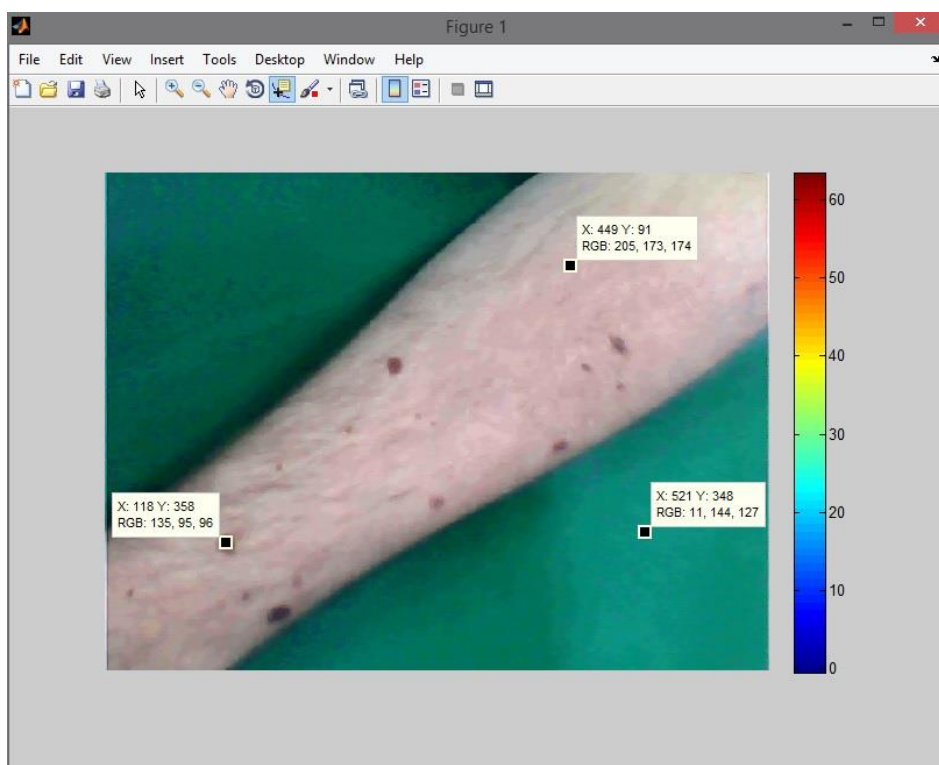 Figure 1
File Edit View Insert Tools Desktop Window Help
X: 449 Y: 91
RGB: 205, 173, 174
X: 118 Y: 358
RGB: 135, 95, 96
X: 521 Y: 348
RGB: 11, 144, 127
60
50
40
30
20
10
0